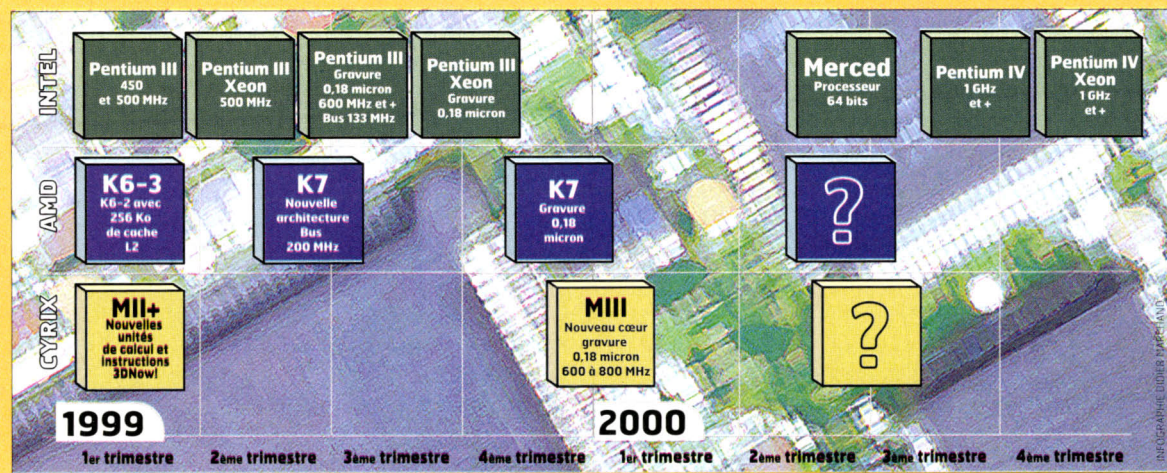 INTEL
Pentium III
450
et 500 MHz
Pentium III
Xeon
500 MHz
Pentium III
Gravure
0,18 micron
600 MHz et +
Bus 133 MHz
Pentium III
Xeon
Gravure
0,18 micron
Merced
Processeur
64 bits
Pentium IV
1 GHz
et +
Pentium IV
Xeon
1 GHz
et +
AMD
K6-3
K6-2 avec
256 Ko
de cache
L2
K7
Nouvelle
architecture
Bus
200 MHz
K7
Gravure
0,18
micron
?
CYRIX
MII+
Nouvelles
unités
de calcul et
instructions
3DNow!
MIII
Nouveau cœur
gravure
0,18 micron
600 à 800 MHz
?
1999
2000
1er trimestre
2ème trimestre
3ème trimestre
4ème trimestre
1er trimestre
2ème trimestre
3ème trimestre
4ème trimestre
INFOGRAPHIE DIDIER MARCHAND